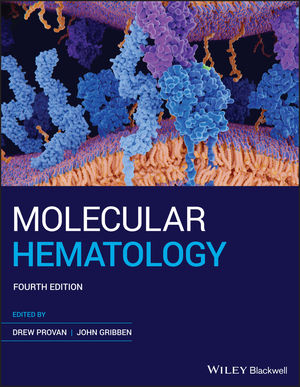 MOLECULAR
HEMATOLOGY
FOURTH EDITION
EDITED BY
DREW PROVAN | JOHN GRIBBEN
WILEY Blackwell